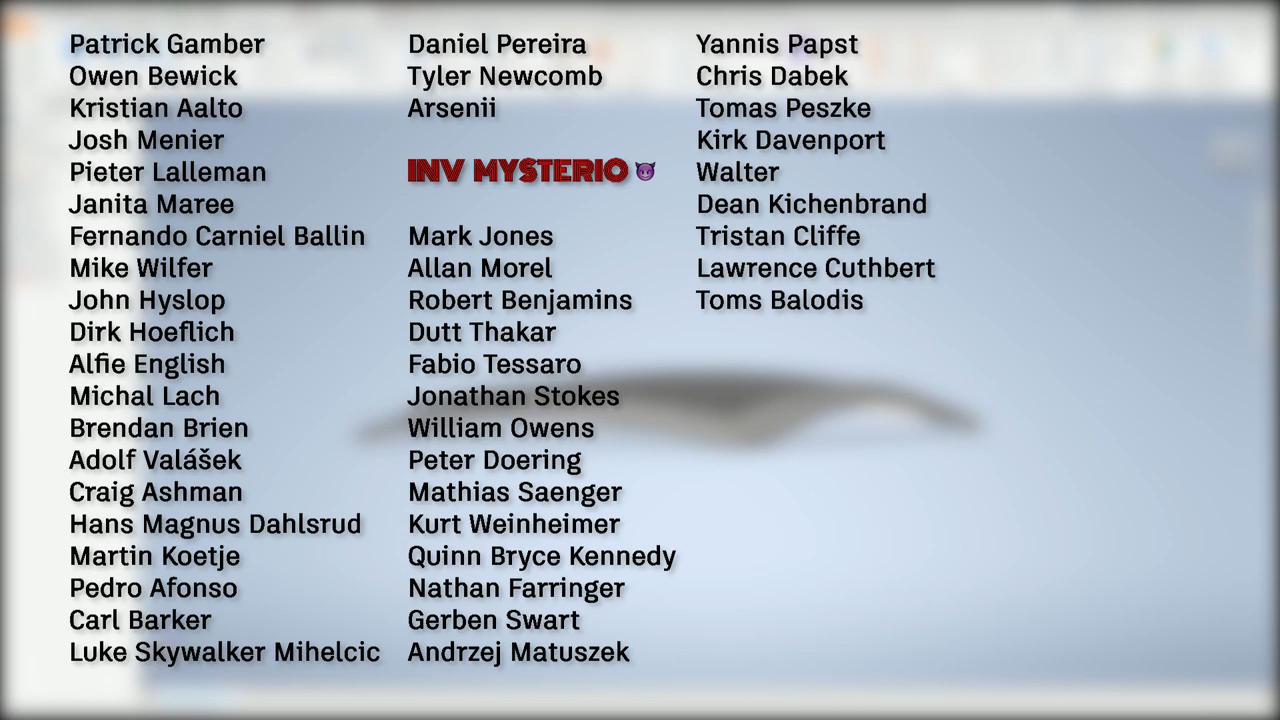 Patrick Gamber
Owen Bewick
Kristian Aalto
Josh Menier
Pieter Lalleman
Janita Maree
Fernando Carniel Ballin
Mike Wilfer
John Hyslop
Dirk Hoeflich
Alfie English
Michal Lach
Brendan Brien
Adolf Valášek
Craig Ashman
Hans Magnus Dahlsrud
Martin Koetje
Pedro Afonso
Carl Barker
Luke Skywalker Mihelcic
Daniel Pereira
Tyler Newcomb
Arsenii
INV MYSTERIO 😈
Mark Jones
Allan Morel
Robert Benjamins
Dutt Thakar
Fabio Tessaro
Jonathan Stokes
William Owens
Peter Doering
Mathias Saenger
Kurt Weinheimer
Quinn Bryce Kennedy
Nathan Farringer
Gerben Swart
Andrzej Matuszek
Yannis Papst
Chris Dabek
Tomas Peszke
Kirk Davenport
Walter
Dean Kichenbrand
Tristan Cliffe
Lawrence Cuthbert
Toms Balodis